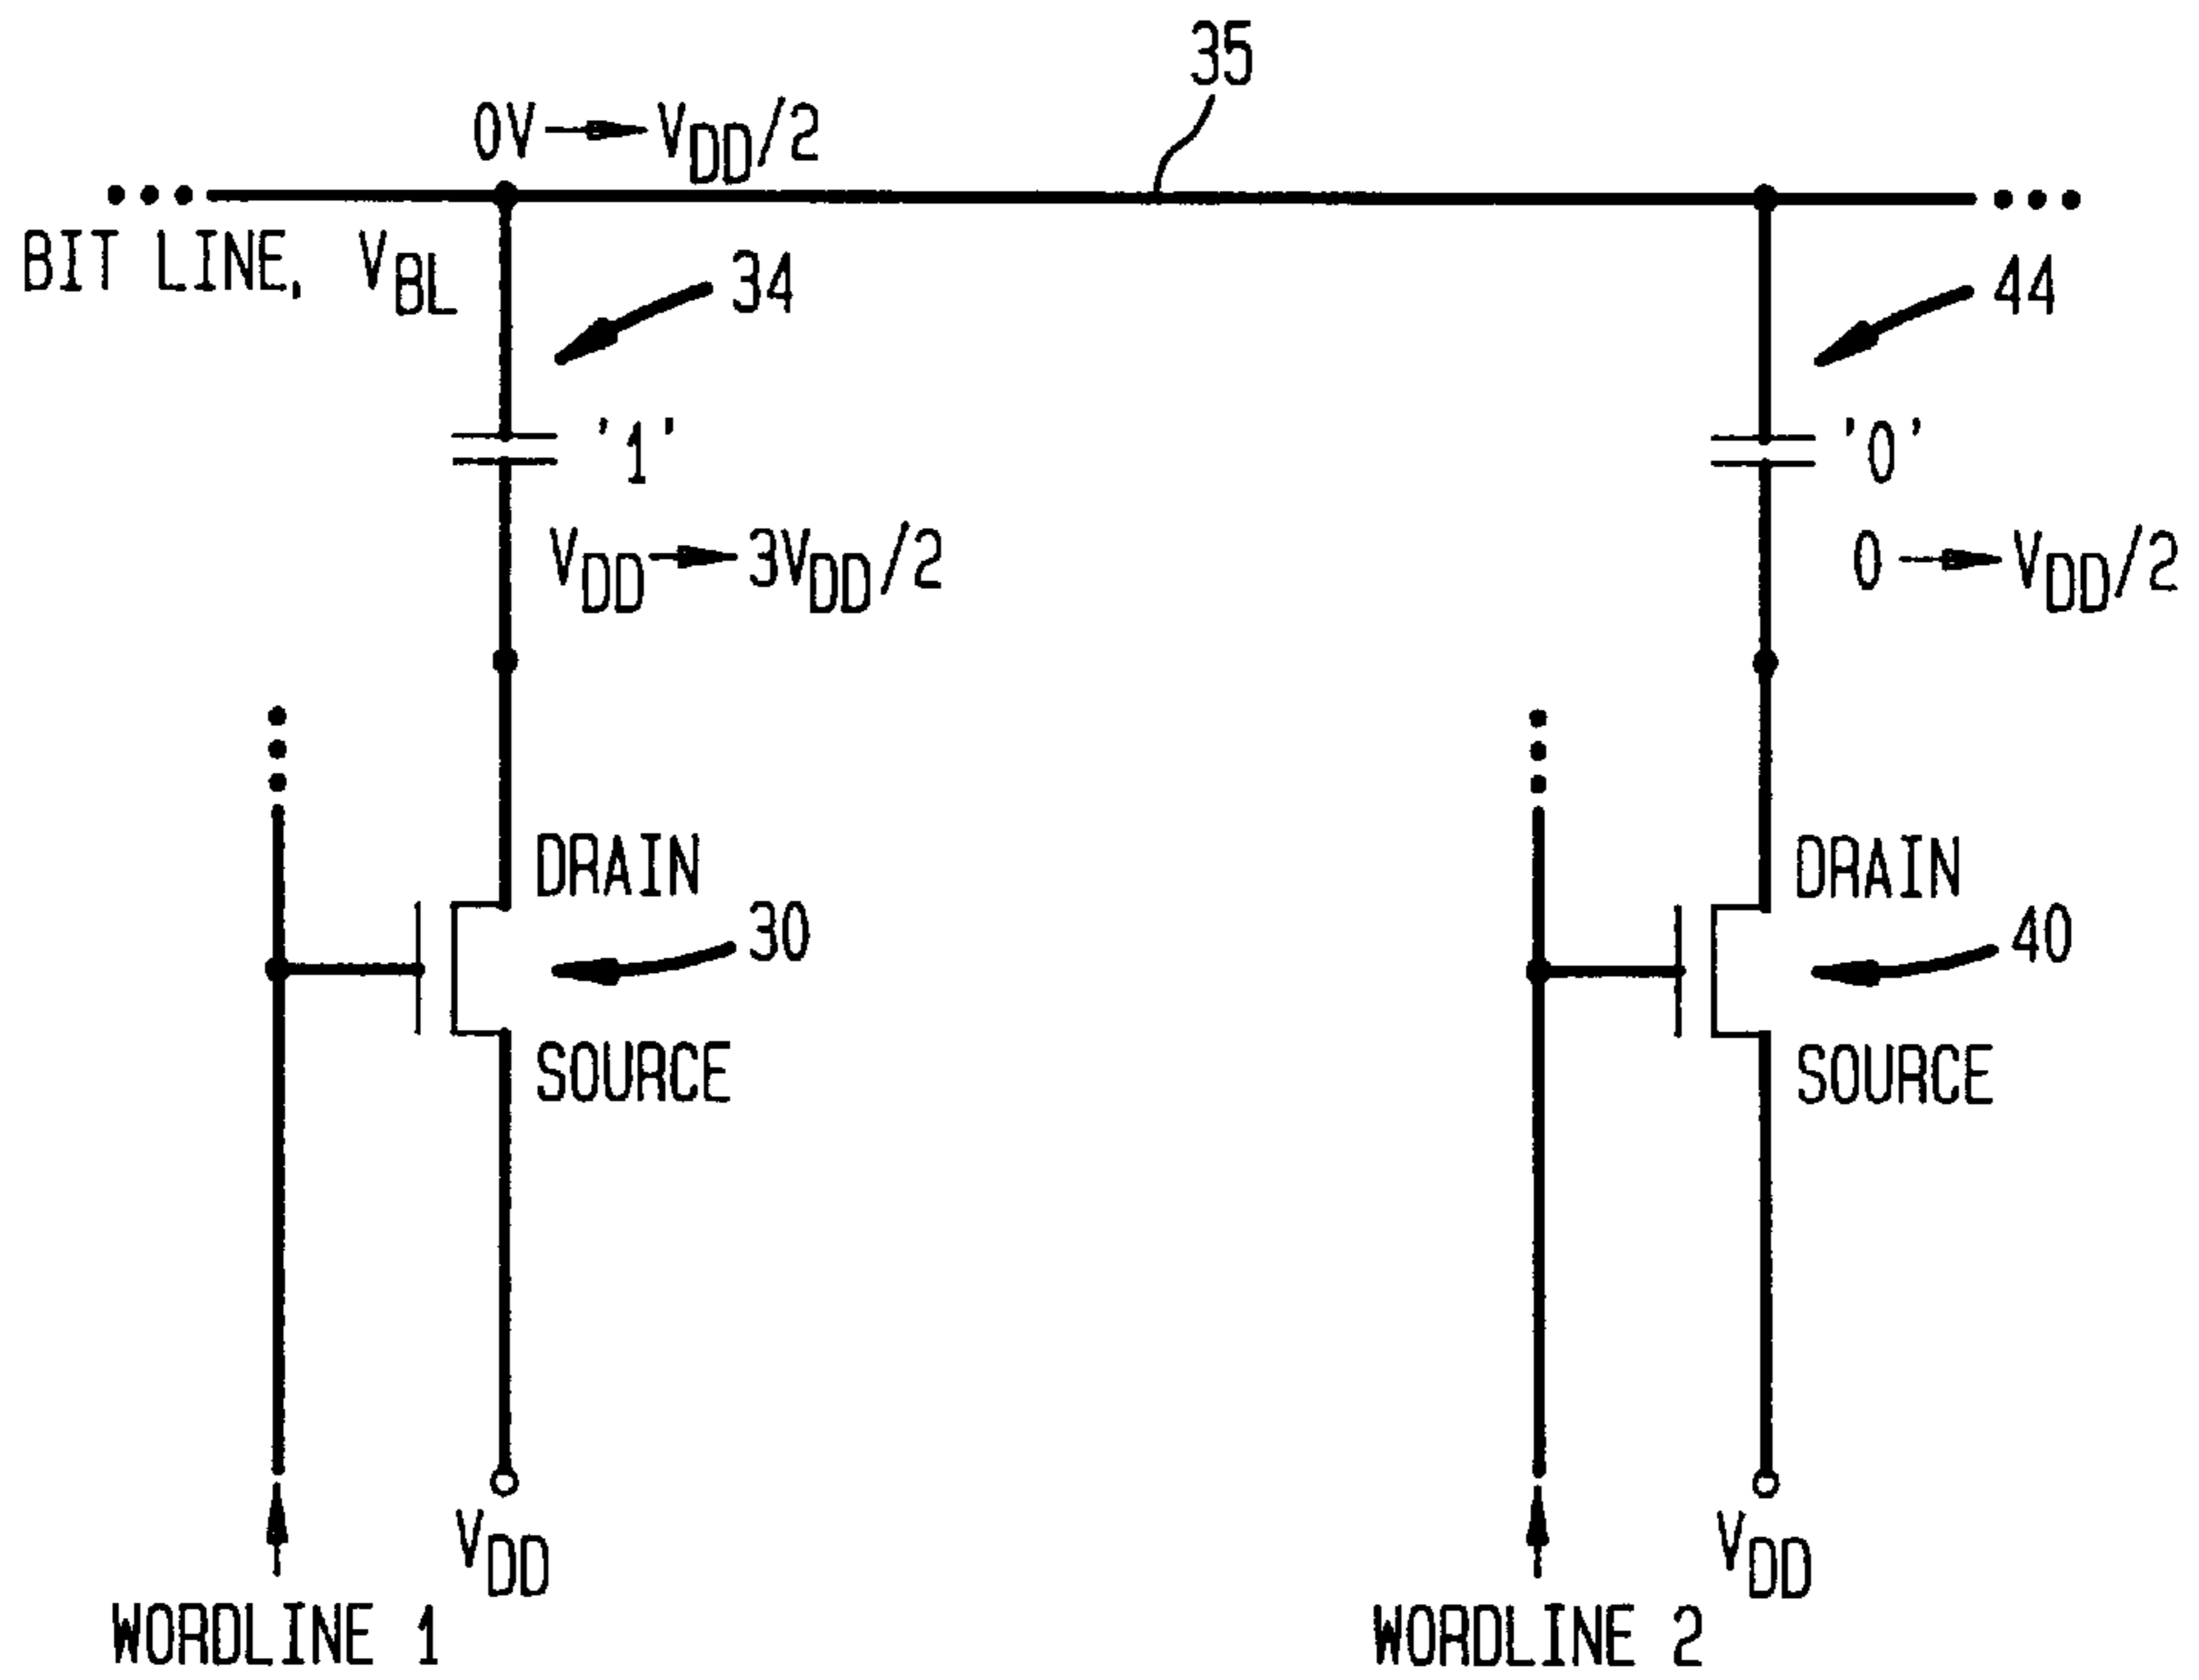 35
0V → V_DD/2
BIT LINE, V_BL
34
44
'1'
'0'
V_DD → 3V_DD/2
0 → V_DD/2
DRAIN
DRAIN
30
40
SOURCE
SOURCE
V_DD
V_DD
WORDLINE 1
WORDLINE 2